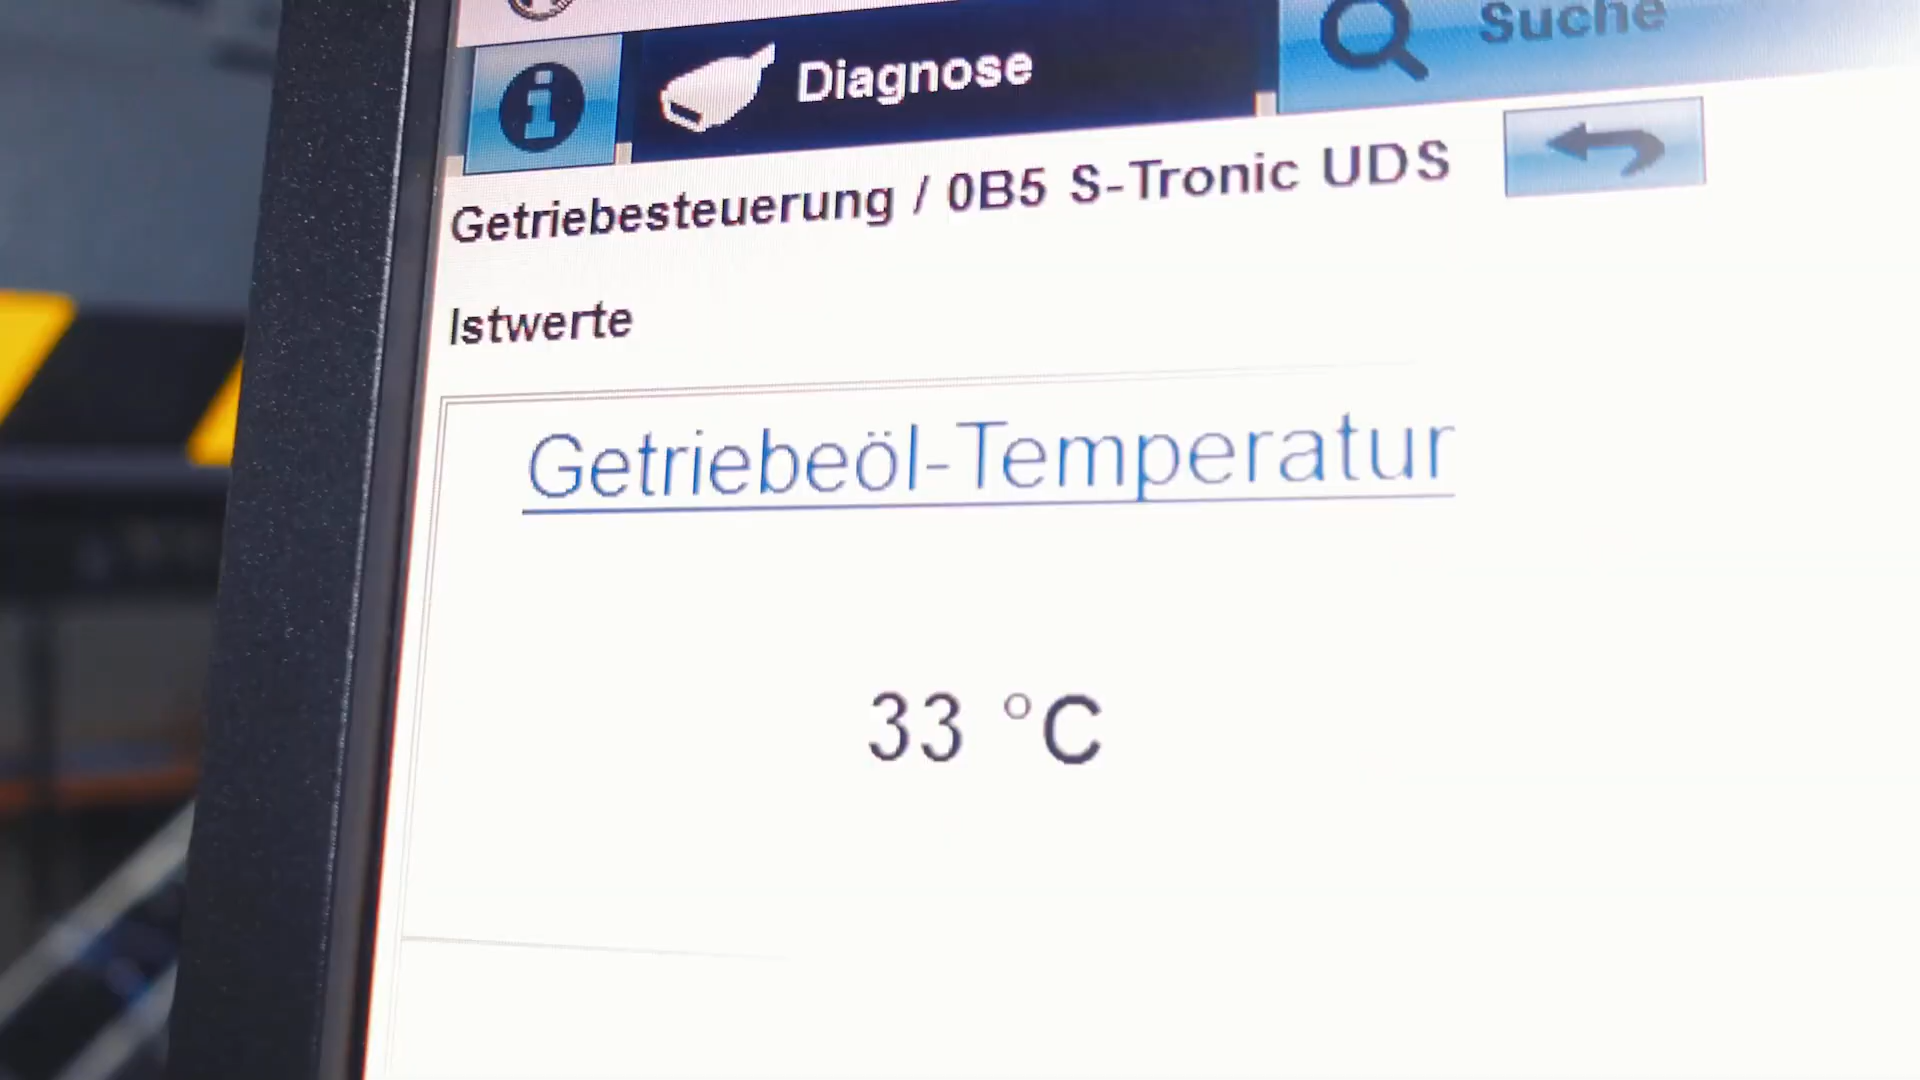 Diagnose
Suche
Getriebesteuerung / 0B5 S-Tronic UDS
Istwerte
Getriebeöl-Temperatur
33 °C